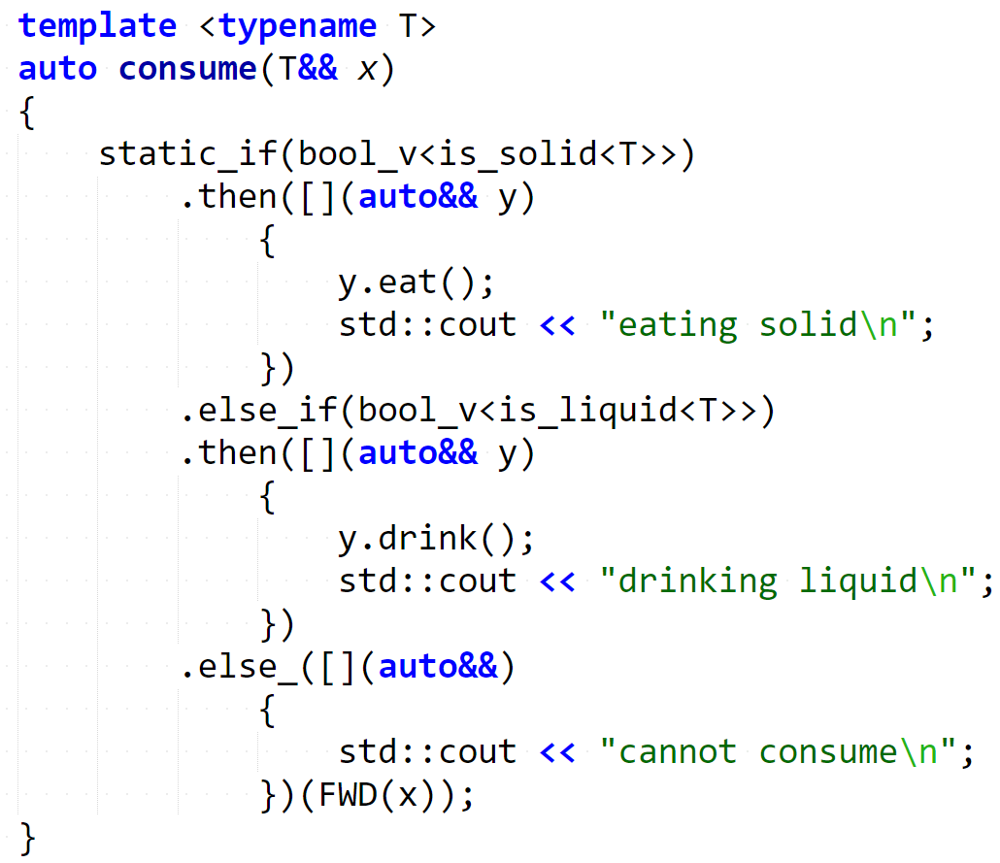 template <typename T>
auto consume(T&& x)
{
    static_if(bool_v<is_solid<T>>)
        .then([](auto&& y)
            {
                y.eat();
                std::cout << "eating solid\n";
            })
        .else_if(bool_v<is_liquid<T>>)
        .then([](auto&& y)
            {
                y.drink();
                std::cout << "drinking liquid\n";
            })
        .else_([](auto&&)
            {
                std::cout << "cannot consume\n";
            })(FWD(x));
}